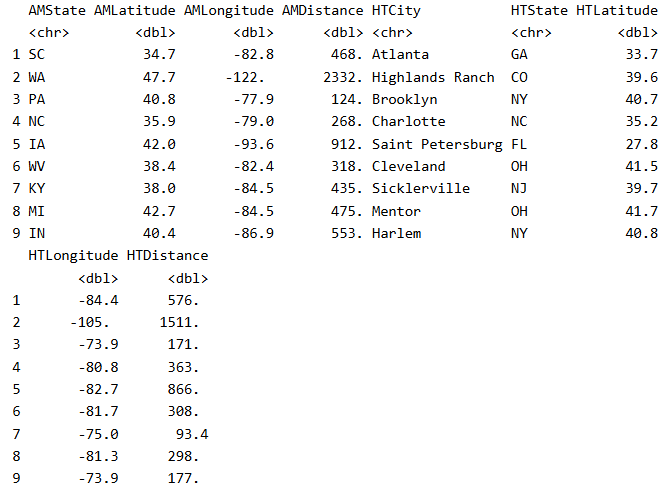 AMState AMLatitude AMLongitude AMDistance HTCity HTState HTLatitude
<chr> <dbl> <dbl> <dbl> <chr> <chr> <dbl>
1 SC 34.7 -82.8 468. Atlanta GA 33.7
2 WA 47.7 -122. 2332. Highlands Ranch CO 39.6
3 PA 40.8 -77.9 124. Brooklyn NY 40.7
4 NC 35.9 -79.0 268. Charlotte NC 35.2
5 IA 42.0 -93.6 912. Saint Petersburg FL 27.8
6 WV 38.4 -82.4 318. Cleveland OH 41.5
7 KY 38.0 -84.5 435. Sicklerville NJ 39.7
8 MI 42.7 -84.5 475. Mentor OH 41.7
9 IN 40.4 -86.9 553. Harlem NY 40.8
HTLongitude HTDistance
<dbl> <dbl>
1 -84.4 576.
2 -105. 1511.
3 -73.9 171.
4 -80.8 363.
5 -82.7 866.
6 -81.7 308.
7 -75.0 93.4
8 -81.3 298.
9 -73.9 177.